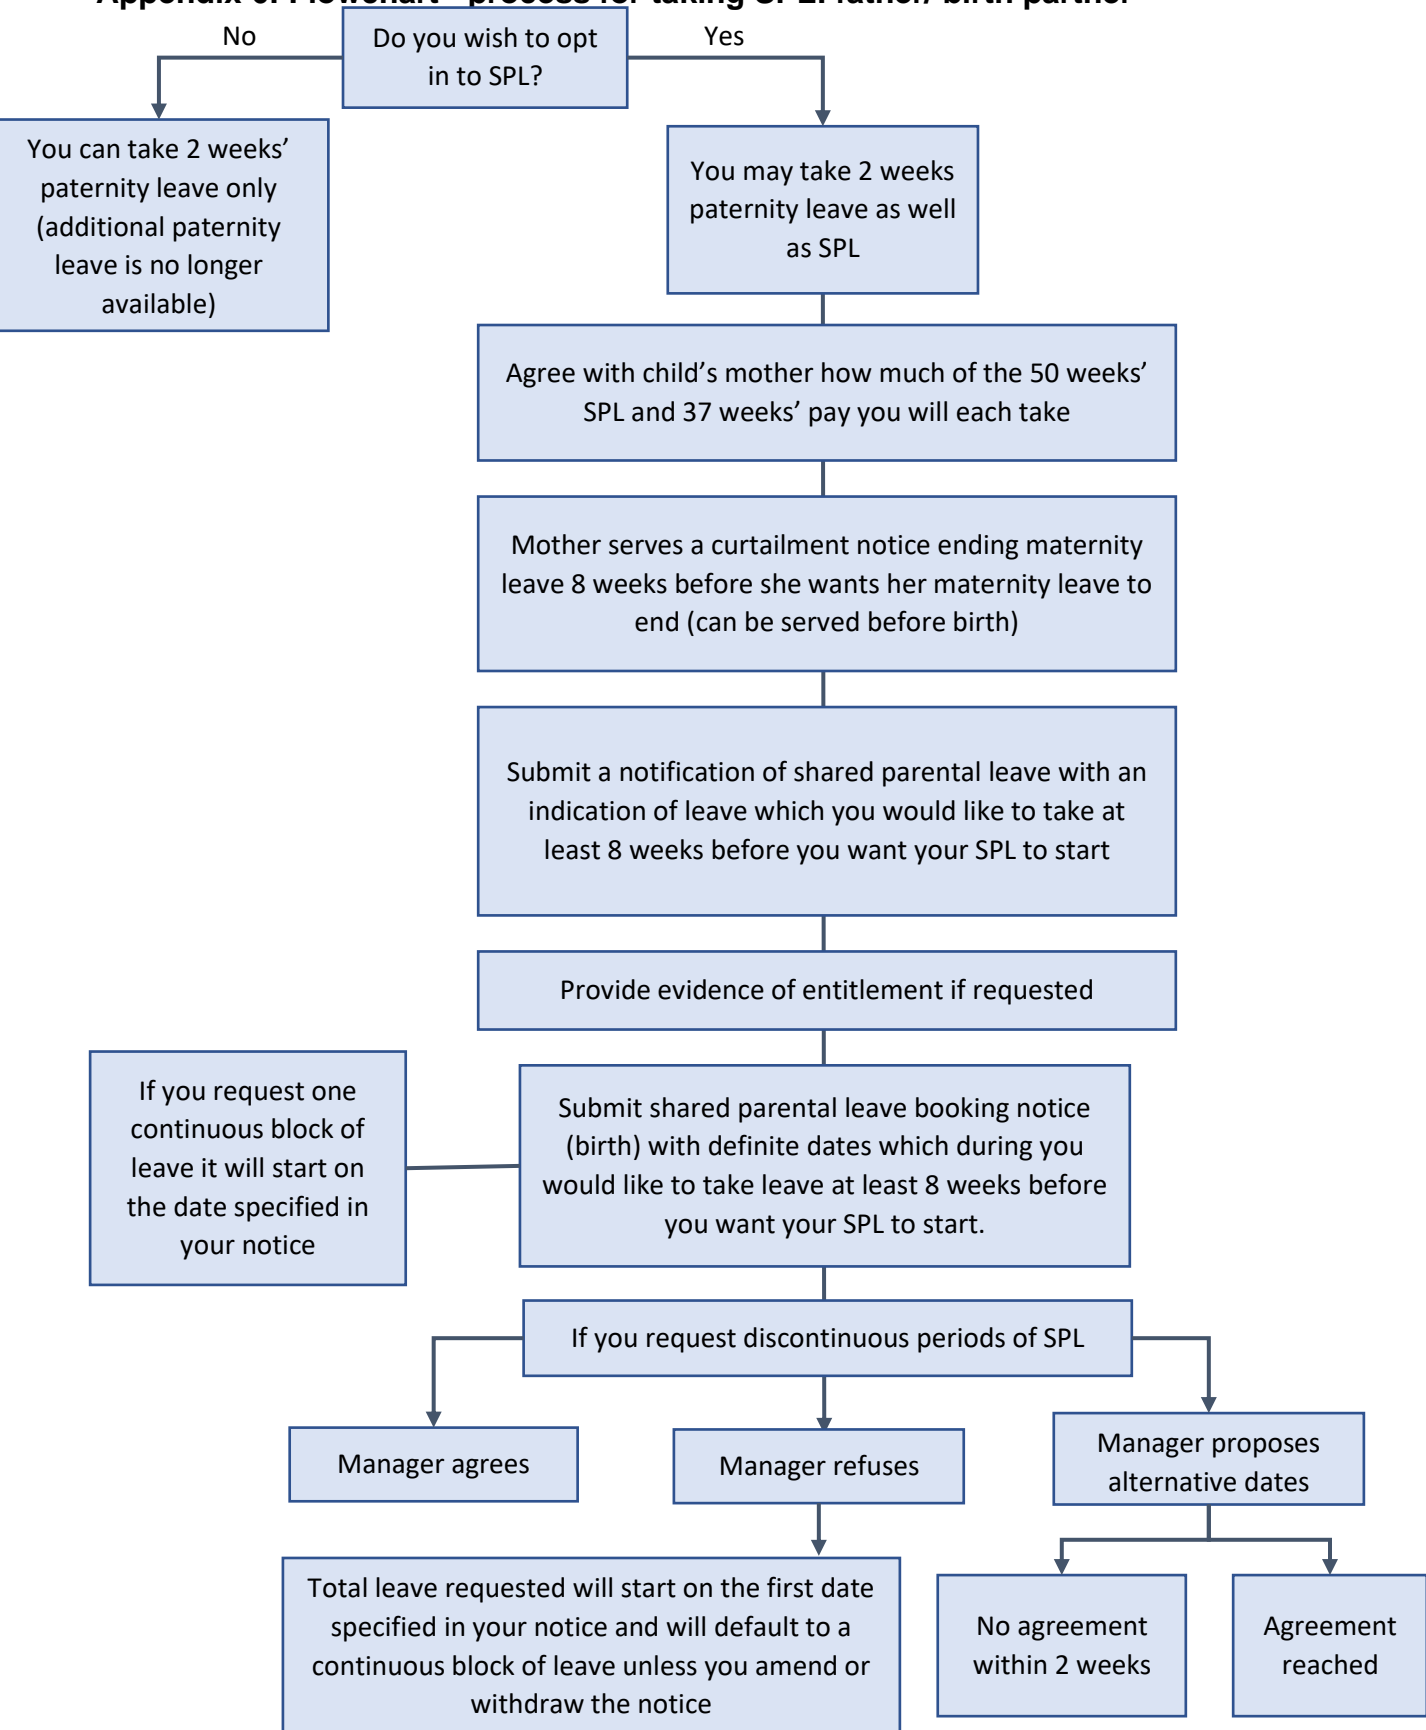 No
Do you wish to opt
in to SPL?
Yes
You can take 2 weeks’
paternity leave only
(additional paternity
leave is no longer
available)
You may take 2 weeks
paternity leave as well
as SPL
Agree with child’s mother how much of the 50 weeks’
SPL and 37 weeks’ pay you will each take
Mother serves a curtailment notice ending maternity
leave 8 weeks before she wants her maternity leave to
end (can be served before birth)
Submit a notification of shared parental leave with an
indication of leave which you would like to take at
least 8 weeks before you want your SPL to start
Provide evidence of entitlement if requested
If you request one
continuous block of
leave it will start on
the date specified in
your notice
Submit shared parental leave booking notice
(birth) with definite dates which during you
would like to take leave at least 8 weeks before
you want your SPL to start.
If you request discontinuous periods of SPL
Manager agrees
Manager refuses
Manager proposes
alternative dates
Total leave requested will start on the first date
specified in your notice and will default to a
continuous block of leave unless you amend or
withdraw the notice
No agreement
within 2 weeks
Agreement
reached